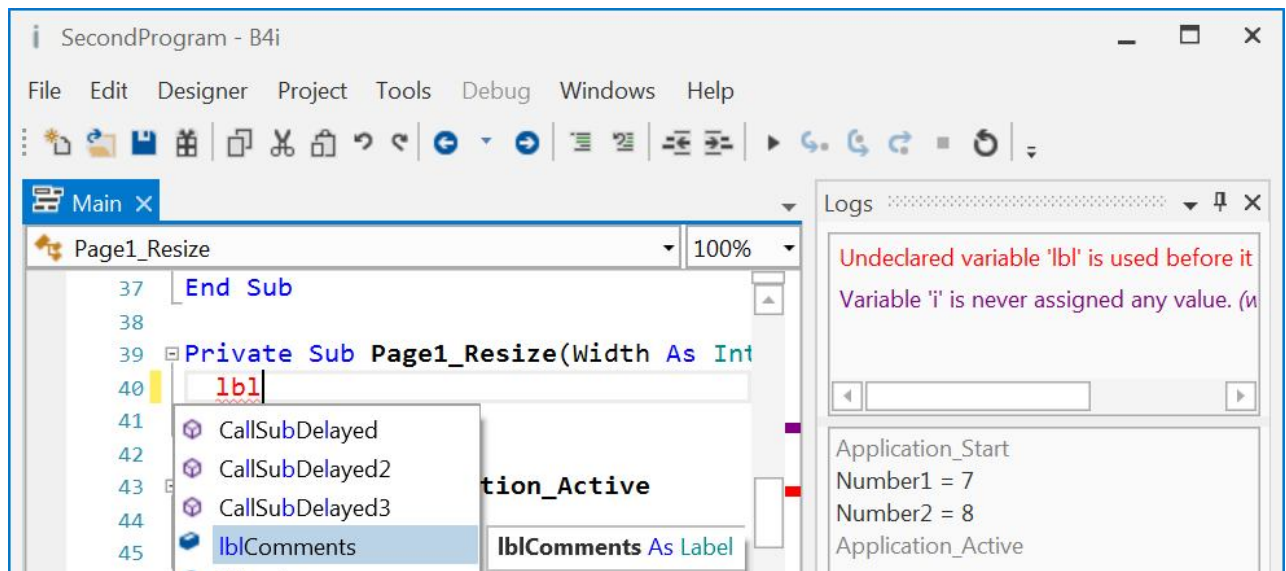 SecondProgram - B4i
File Edit Designer Project Tools Debug Windows Help
Main
Logs
Page1_Resize 100%
Undeclared variable 'lbl' is used before it
Variable 'i' is never assigned any value. (w
37 End Sub
38
39 Private Sub Page1_Resize(Width As Int
40 lbl
41
42
43 tion_Active
44
45
CallSubDelayed
CallSubDelayed2
CallSubDelayed3
lblComments
lblComments As Label
Application_Start
Number1 = 7
Number2 = 8
Application_Active